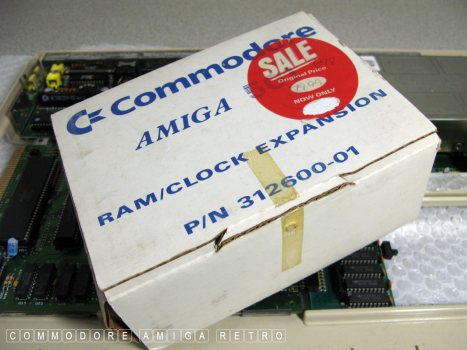 Commodore
AMIGA
SALE
Original Price
NOW ONLY
RAM/CLOCK EXPANSION
P/N 312600-01
COMMODORE AMIGA RETRO